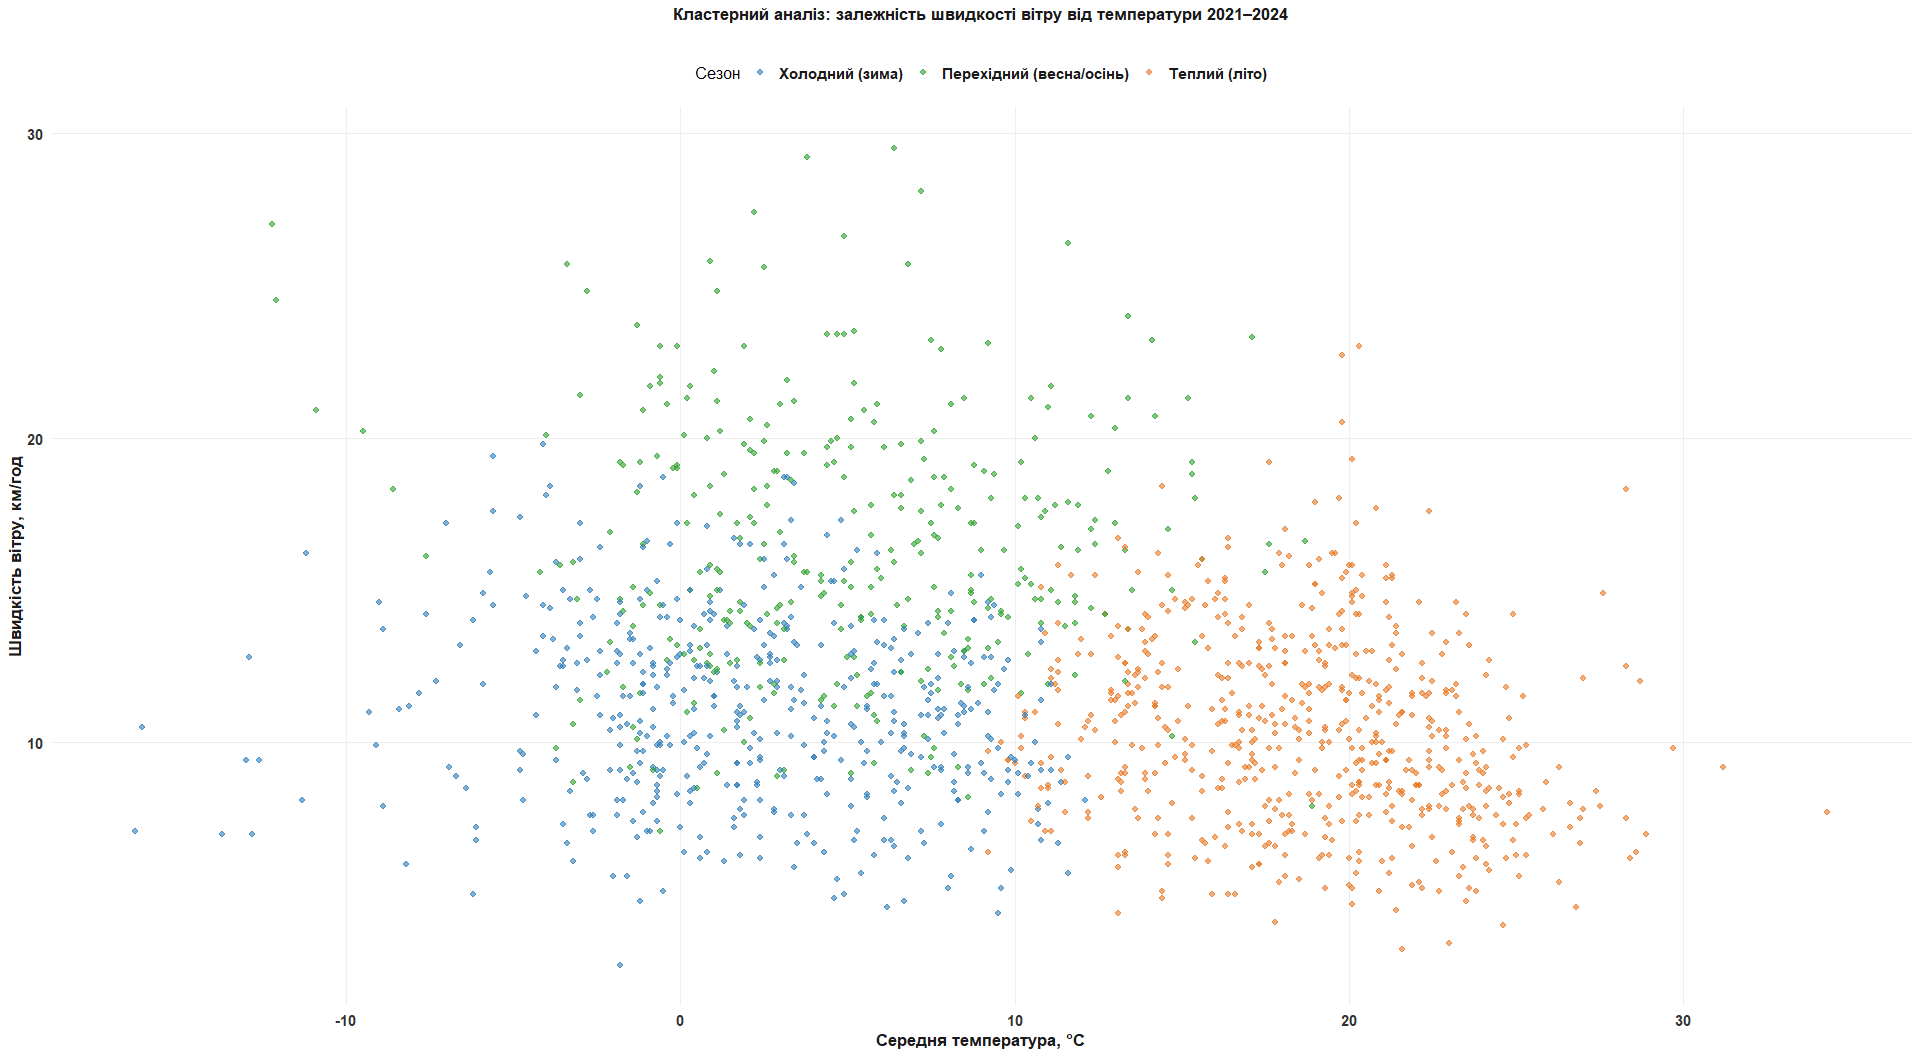 Кластерний аналіз: залежність швидкості вітру від температури 2021–2024
Сезон Холодний (зима) Перехідний (весна/осінь) Теплий (літо)
30
20
10
Швидкість вітру, км/год
-10 0 10 20 30
Середня температура, °C